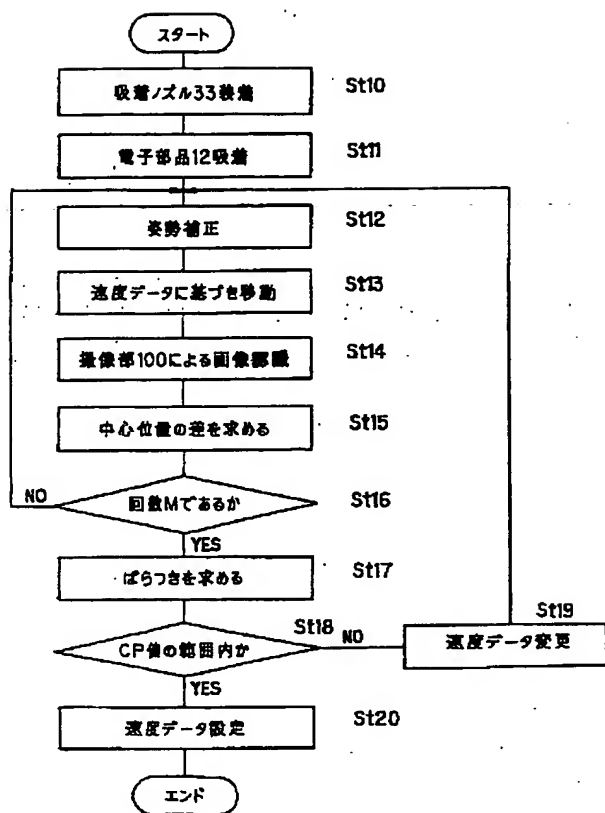 スタート
吸着ノズル33装着 St10
電子部品12吸着 St11
姿勢補正 St12
速度データに基づき移動 St13
撮像部100による画像認識 St14
中心位置の差を求める St15
NO 回数Mであるか St16
YES
ばらつきを求める St17
St19
St18
CP値の範囲内か NO 速度データ変更
YES
速度データ設定 St20
エンド